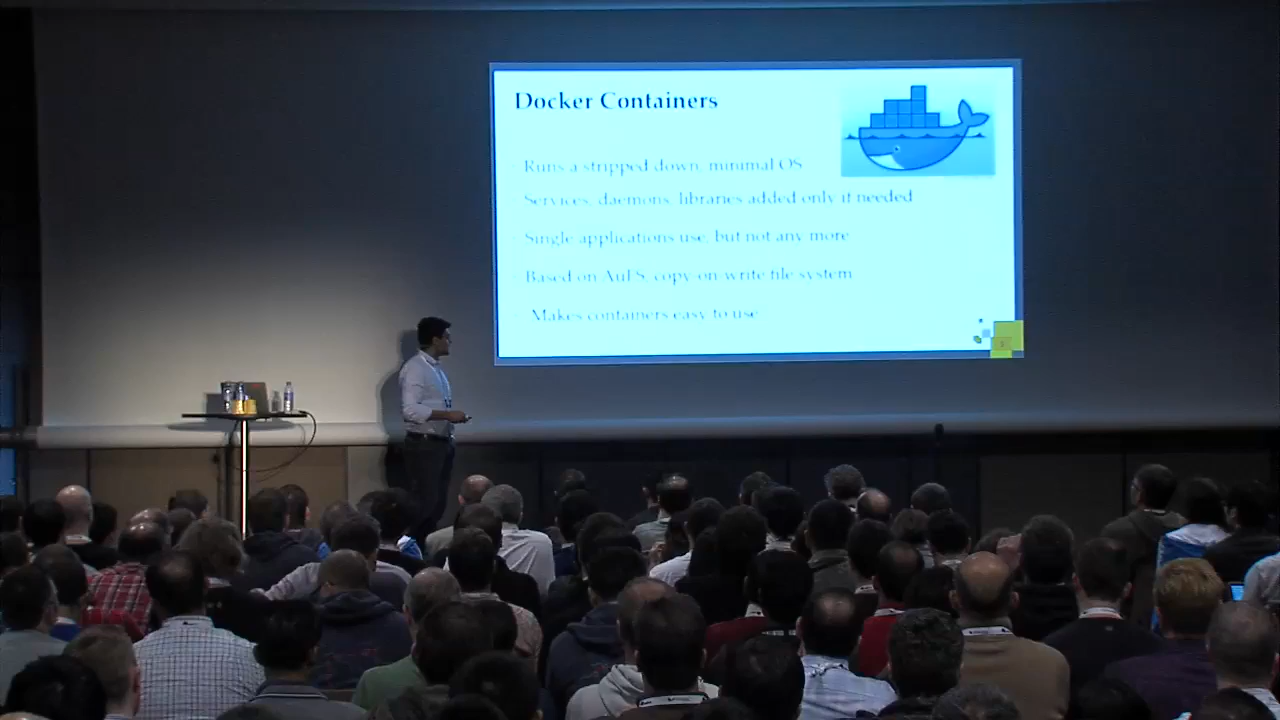 Docker Containers
Runs a stripped down, minimal OS
Services, daemons, libraries added only if needed
Single applications use, but not any more
Based on AuFS, copy-on-write file system
Makes containers easy to use